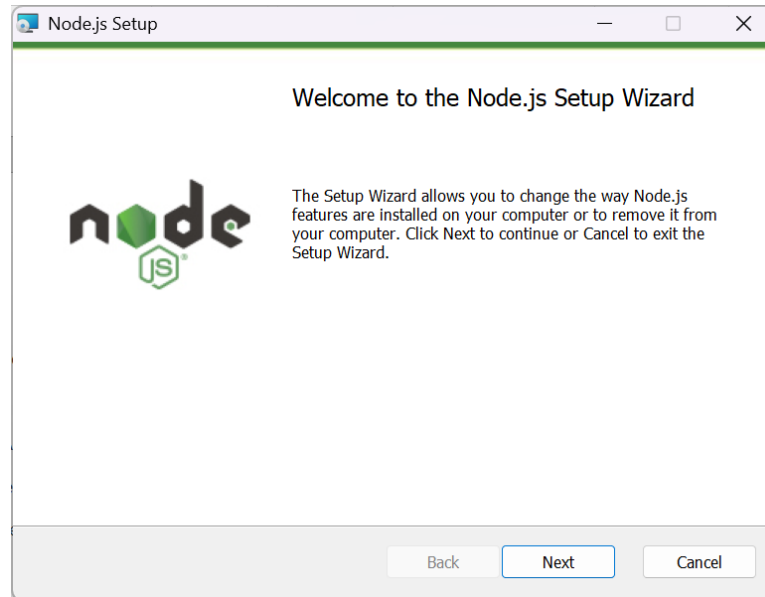 Node.js Setup
Welcome to the Node.js Setup Wizard
The Setup Wizard allows you to change the way Node.js
features are installed on your computer or to remove it from
your computer. Click Next to continue or Cancel to exit the
Setup Wizard.
node
JS®
Back Next Cancel